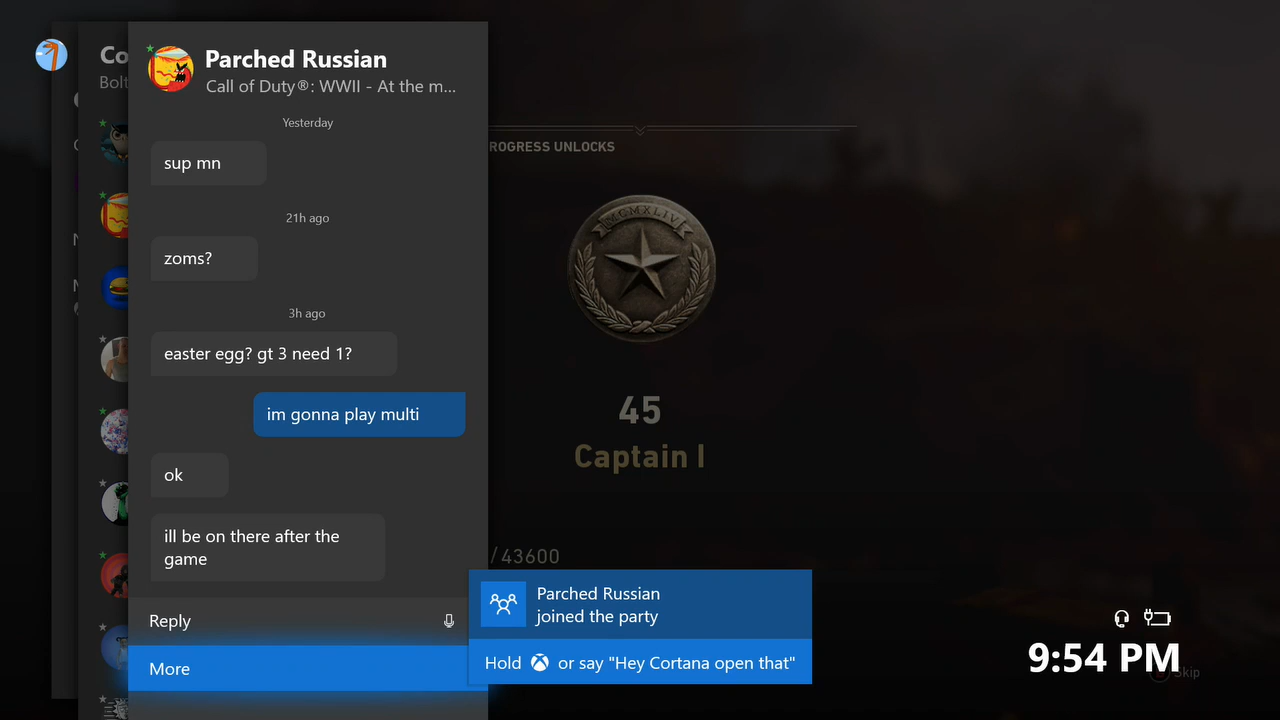 Co
Bolt
Parched Russian
Call of Duty®: WWII - At the m...
Yesterday
sup mn
21h ago
zoms?
3h ago
easter egg? gt 3 need 1?
im gonna play multi
ok
ill be on there after the
game
Reply
More
ROGRESS UNLOCKS
MCMXLIV
45
Captain I
/43600
Parched Russian
joined the party
Hold or say "Hey Cortana open that"
9:54 PM
Skip